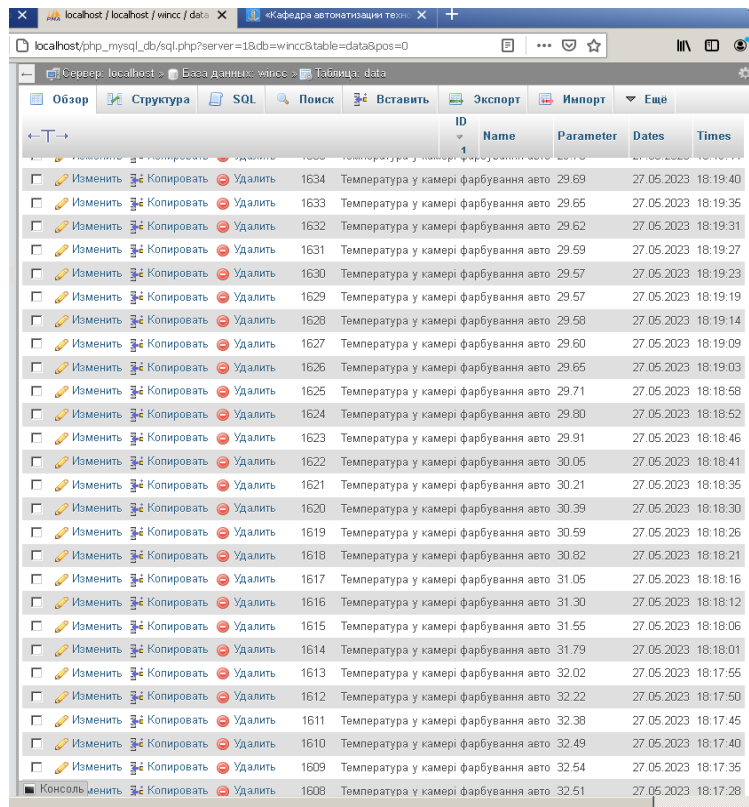 localhost / localhost / wincc / data
«Кафедра автоматизации техно
localhost/php_mysql_db/sql.php?server=1&db=wincc&table=data&pos=0
Сервер: localhost » База данных: wincc » Таблица: data
Обзор Структура SQL Поиск Вставить Экспорт Импорт Ещё
ID 1 Name Parameter Dates Times
Изменить Копировать Удалить 1634 Температура у камері фарбування авто 29.69 27.05.2023 18:19:40
Изменить Копировать Удалить 1633 Температура у камері фарбування авто 29.65 27.05.2023 18:19:35
Изменить Копировать Удалить 1632 Температура у камері фарбування авто 29.62 27.05.2023 18:19:31
Изменить Копировать Удалить 1631 Температура у камері фарбування авто 29.59 27.05.2023 18:19:27
Изменить Копировать Удалить 1630 Температура у камері фарбування авто 29.57 27.05.2023 18:19:23
Изменить Копировать Удалить 1629 Температура у камері фарбування авто 29.57 27.05.2023 18:19:19
Изменить Копировать Удалить 1628 Температура у камері фарбування авто 29.58 27.05.2023 18:19:14
Изменить Копировать Удалить 1627 Температура у камері фарбування авто 29.60 27.05.2023 18:19:09
Изменить Копировать Удалить 1626 Температура у камері фарбування авто 29.65 27.05.2023 18:19:03
Изменить Копировать Удалить 1625 Температура у камері фарбування авто 29.71 27.05.2023 18:18:58
Изменить Копировать Удалить 1624 Температура у камері фарбування авто 29.80 27.05.2023 18:18:52
Изменить Копировать Удалить 1623 Температура у камері фарбування авто 29.91 27.05.2023 18:18:46
Изменить Копировать Удалить 1622 Температура у камері фарбування авто 30.05 27.05.2023 18:18:41
Изменить Копировать Удалить 1621 Температура у камері фарбування авто 30.21 27.05.2023 18:18:35
Изменить Копировать Удалить 1620 Температура у камері фарбування авто 30.39 27.05.2023 18:18:30
Изменить Копировать Удалить 1619 Температура у камері фарбування авто 30.59 27.05.2023 18:18:26
Изменить Копировать Удалить 1618 Температура у камері фарбування авто 30.82 27.05.2023 18:18:21
Изменить Копировать Удалить 1617 Температура у камері фарбування авто 31.05 27.05.2023 18:18:16
Изменить Копировать Удалить 1616 Температура у камері фарбування авто 31.30 27.05.2023 18:18:12
Изменить Копировать Удалить 1615 Температура у камері фарбування авто 31.55 27.05.2023 18:18:06
Изменить Копировать Удалить 1614 Температура у камері фарбування авто 31.79 27.05.2023 18:18:01
Изменить Копировать Удалить 1613 Температура у камері фарбування авто 32.02 27.05.2023 18:17:55
Изменить Копировать Удалить 1612 Температура у камері фарбування авто 32.22 27.05.2023 18:17:50
Изменить Копировать Удалить 1611 Температура у камері фарбування авто 32.38 27.05.2023 18:17:45
Изменить Копировать Удалить 1610 Температура у камері фарбування авто 32.49 27.05.2023 18:17:40
Изменить Копировать Удалить 1609 Температура у камері фарбування авто 32.54 27.05.2023 18:17:35
Консоль менить Копировать Удалить 1608 Температура у камері фарбування авто 32.51 27.05.2023 18:17:28